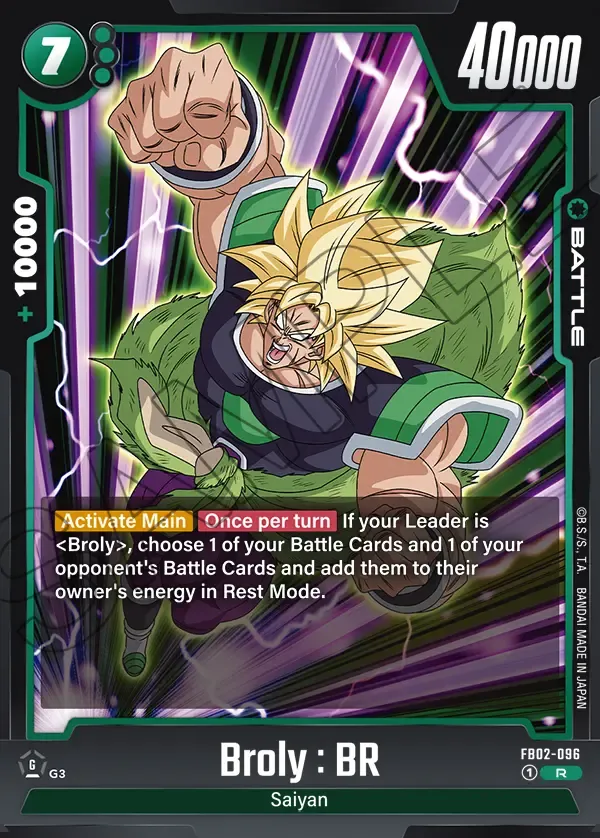 7
40000
+10000
BATTLE
Activate Main Once per turn If your Leader is
<Broly>, choose 1 of your Battle Cards and 1 of your
opponent's Battle Cards and add them to their
owner's energy in Rest Mode.
©B.S./S., T.A. BANDAI MADE IN JAPAN
Broly : BR
FB02-096
G G3
1 R
Saiyan
SAMPLE